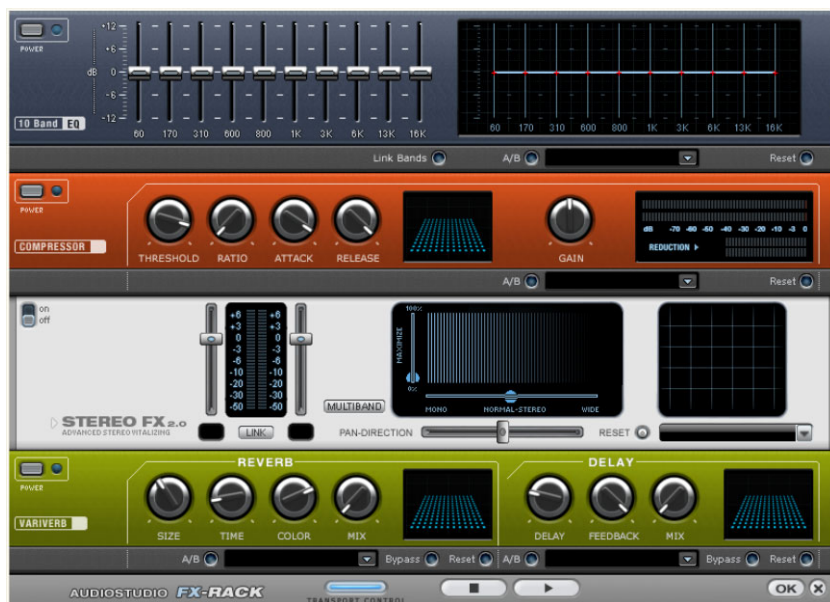 +12
+6
dB 0
-6
-12
POWER
10 Band EQ
60 170 310 600 800 1K 3K 6K 13K 16K
60 170 310 600 800 1K 3K 6K 13K 16K
Link Bands A/B Reset
POWER
COMPRESSOR
THRESHOLD RATIO ATTACK RELEASE GAIN
dB -70 -60 -50 -40 -30 -20 -10 -3 0
REDUCTION
A/B Reset
on
off
+6 +6
+3 +3
0 0
-3 -3
-6 -6
-10 -10
-20 -20
-30 -30
-50 -50
100%
MAXIMIZE
0%
MONO NORMAL-STEREO WIDE
MULTIBAND
STEREO FX 2.0
ADVANCED STEREO VITALIZING
LINK
PAN-DIRECTION RESET
POWER
VARIVERB
REVERB DELAY
SIZE TIME COLOR MIX DELAY FEEDBACK MIX
A/B Bypass Reset A/B Bypass Reset
AUDIOSTUDIO FX-RACK
TRANSPORT CONTROL
OK